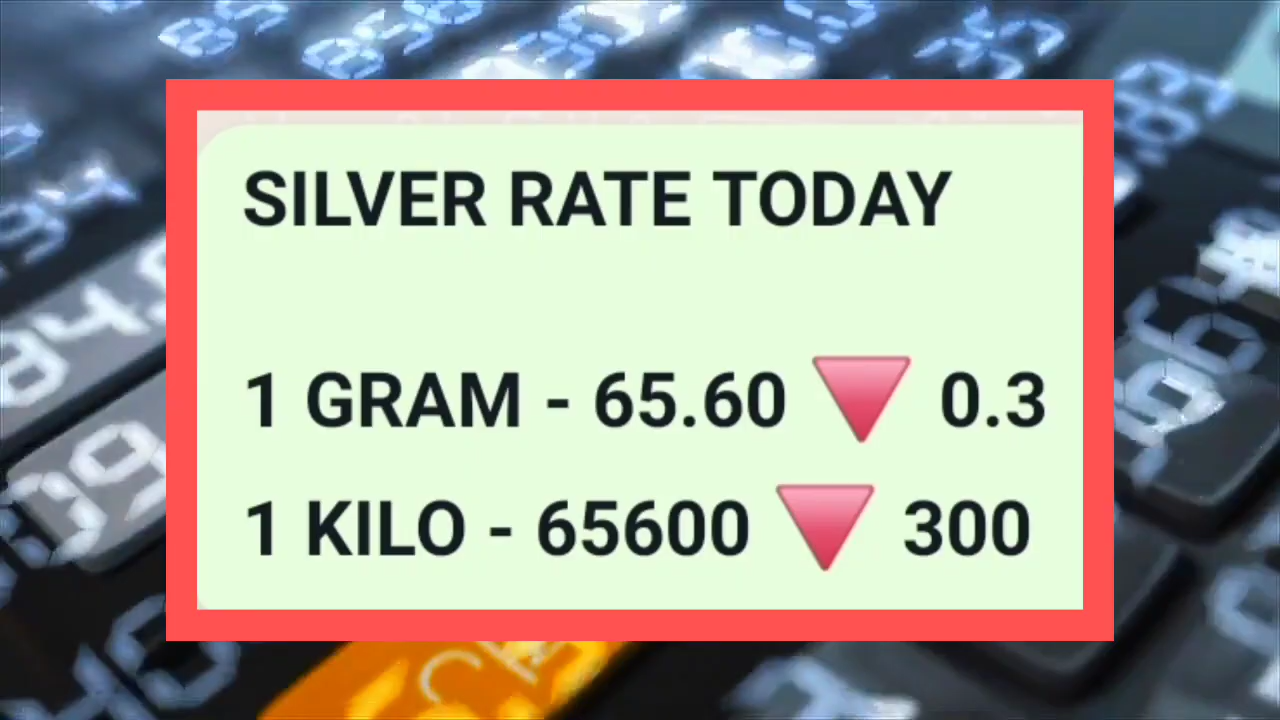 SILVER RATE TODAY
1 GRAM - 65.60 🔻 0.3
1 KILO - 65600 🔻 300